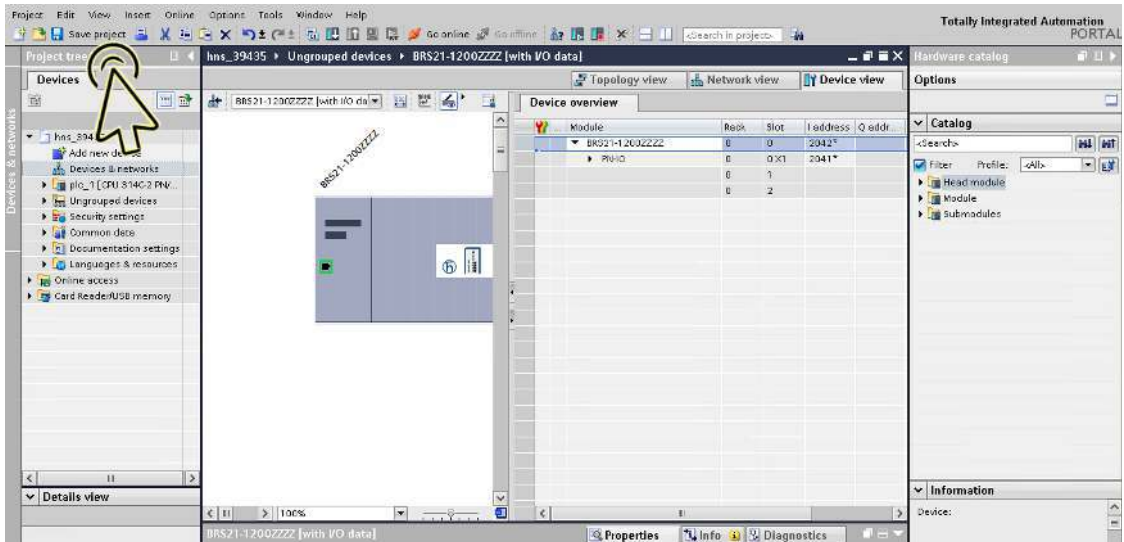 Project Edit View Insert Online Options Tools Window Help
Totally Integrated Automation
PORTAL
Save project
Go online
Go offline
<Search in project>
Project tree
hns_39435 ▸ Ungrouped devices ▸ BRS21-1200ZZZZ [with I/O data]
Hardware catalog
Devices
Topology view
Network view
Device view
Options
BRS21-1200ZZZZ [with I/O da
Device overview
Module Rack Slot I address Q addr...
Catalog
BRS21-1200ZZZZ 0 0 2042*
<Search>
PN-IO 0 0 X1 2041*
Filter Profile: <All>
0 1
Head module
0 2
Module
Submodules
Devices & networks
Add new
Devices & networks
plc_1 [CPU 314C-2 PN/...
Ungrouped devices
Security settings
Common data
Documentation settings
Languages & resources
Online access
Card Reader/USB memory
BRS21-1200ZZZZ
Details view
100%
Information
Device:
BRS21-1200ZZZZ [with I/O data]
Properties
Info
Diagnostics